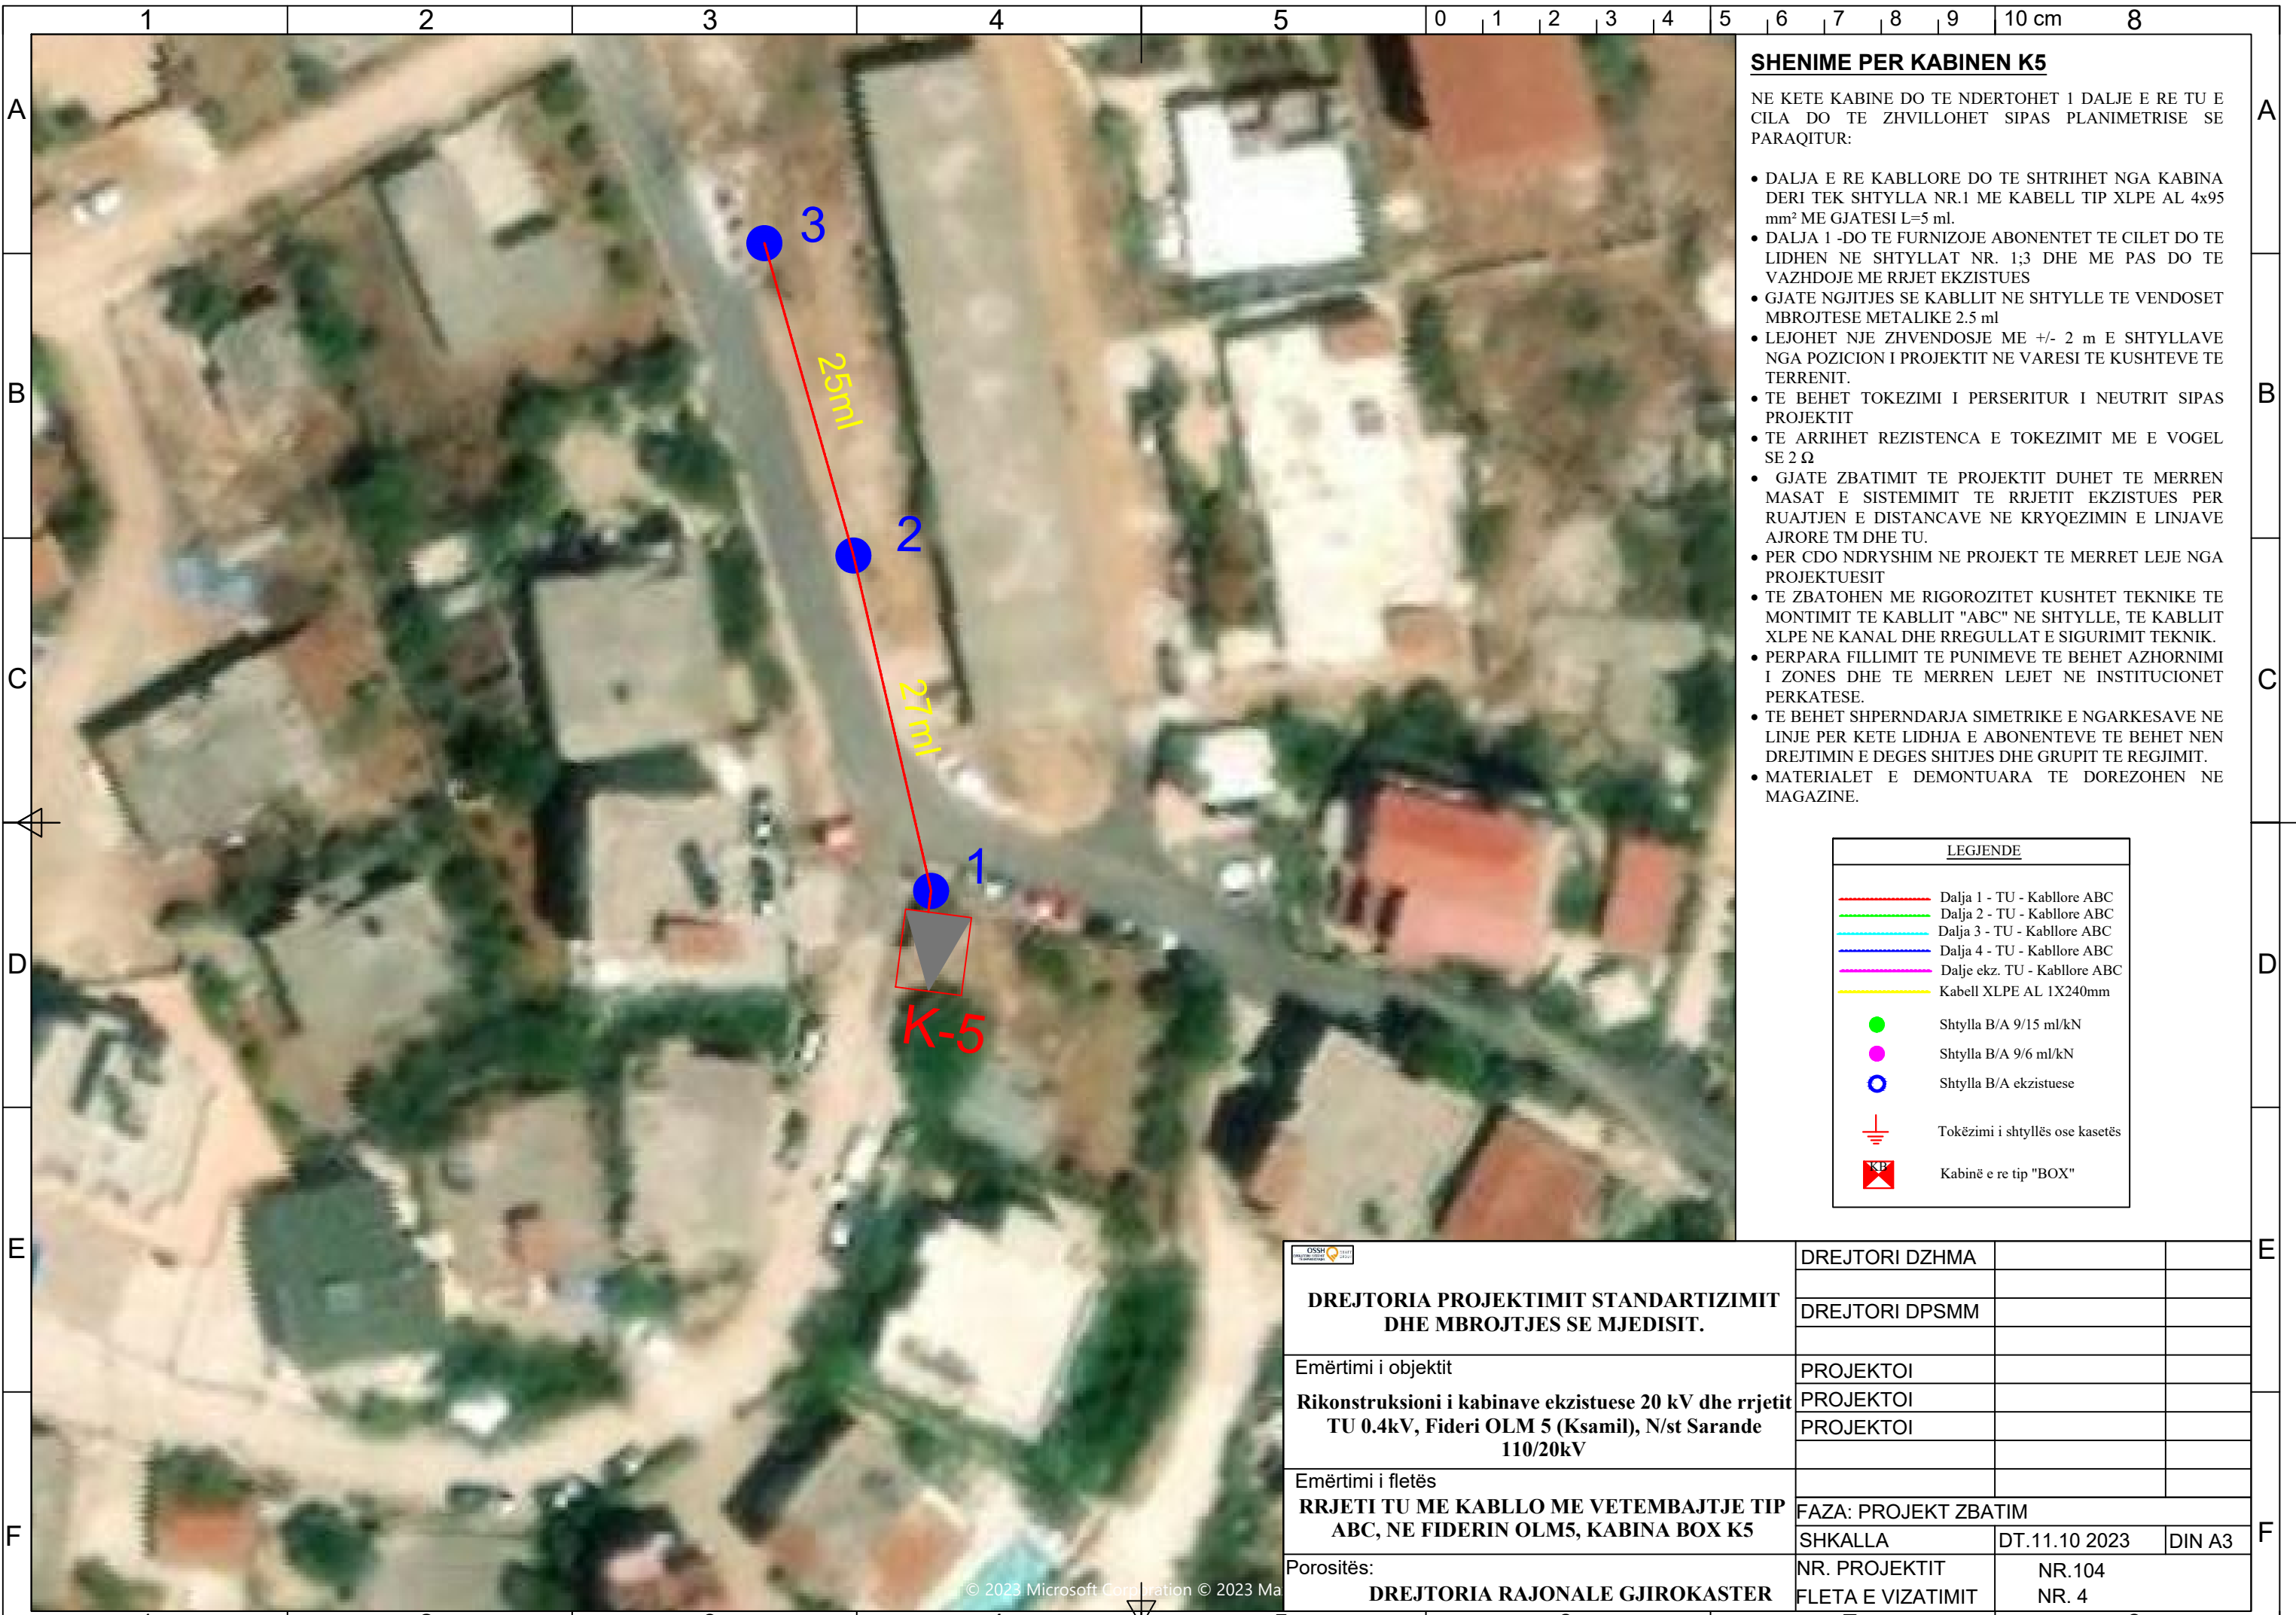 1 2 3 4 5 0 1 2 3 4 5 6 7 8 9 10 cm 8
A A
B B
C C
D D
E E
F F
3
25ml
2
27ml
1
K-5
© 2023 Microsoft Corporation © 2023 Ma
SHENIME PER KABINEN K5
NE KETE KABINE DO TE NDERTOHET 1 DALJE E RE TU E
CILA DO TE ZHVILLOHET SIPAS PLANIMETRISE SE
PARAQITUR:
• DALJA E RE KABLLORE DO TE SHTRIHET NGA KABINA
DERI TEK SHTYLLA NR.1 ME KABELL TIP XLPE AL 4x95
mm² ME GJATESI L=5 ml.
• DALJA 1 -DO TE FURNIZOJE ABONENTET TE CILET DO TE
LIDHEN NE SHTYLLAT NR. 1;3 DHE ME PAS DO TE
VAZHDOJE ME RRJET EKZISTUES
• GJATE NGJITJES SE KABLLIT NE SHTYLLE TE VENDOSET
MBROJTESE METALIKE 2.5 ml
• LEJOHET NJE ZHVENDOSJE ME +/- 2 m E SHTYLLAVE
NGA POZICION I PROJEKTIT NE VARESI TE KUSHTEVE TE
TERRENIT.
• TE BEHET TOKEZIMI I PERSERITUR I NEUTRIT SIPAS
PROJEKTIT
• TE ARRIHET REZISTENCA E TOKEZIMIT ME E VOGEL
SE 2 Ω
• GJATE ZBATIMIT TE PROJEKTIT DUHET TE MERREN
MASAT E SISTEMIMIT TE RRJETIT EKZISTUES PER
RUAJTJEN E DISTANCAVE NE KRYQEZIMIN E LINJAVE
AJRORE TM DHE TU.
• PER CDO NDRYSHIM NE PROJEKT TE MERRET LEJE NGA
PROJEKTUESIT
• TE ZBATOHEN ME RIGOROZITET KUSHTET TEKNIKE TE
MONTIMIT TE KABLLIT "ABC" NE SHTYLLE, TE KABLLIT
XLPE NE KANAL DHE RREGULLAT E SIGURIMIT TEKNIK.
• PERPARA FILLIMIT TE PUNIMEVE TE BEHET AZHORNIMI
I ZONES DHE TE MERREN LEJET NE INSTITUCIONET
PERKATESE.
• TE BEHET SHPERNDARJA SIMETRIKE E NGARKESAVE NE
LINJE PER KETE LIDHJA E ABONENTEVE TE BEHET NEN
DREJTIMIN E DEGES SHITJES DHE GRUPIT TE REGJIMIT.
• MATERIALET E DEMONTUARA TE DOREZOHEN NE
MAGAZINE.
LEGJENDE
Dalja 1 - TU - Kabllore ABC
Dalja 2 - TU - Kabllore ABC
Dalja 3 - TU - Kabllore ABC
Dalja 4 - TU - Kabllore ABC
Dalje ekz. TU - Kabllore ABC
Kabell XLPE AL 1X240mm
Shtylla B/A 9/15 ml/kN
Shtylla B/A 9/6 ml/kN
Shtylla B/A ekzistuese
Tokëzimi i shtyllës ose kasetës
KB Kabinë e re tip "BOX"
OSSH
DREJTORIA PROJEKTIMIT STANDARTIZIMIT
DHE MBROJTJES SE MJEDISIT.
Emërtimi i objektit
Rikonstruksioni i kabinave ekzistuese 20 kV dhe rrjetit
TU 0.4kV, Fideri OLM 5 (Ksamil), N/st Sarande
110/20kV
Emërtimi i fletës
RRJETI TU ME KABLLO ME VETEMBAJTJE TIP
ABC, NE FIDERIN OLM5, KABINA BOX K5
Porositës:
DREJTORIA RAJONALE GJIROKASTER
DREJTORI DZHMA
DREJTORI DPSMM
PROJEKTOI
PROJEKTOI
PROJEKTOI
FAZA: PROJEKT ZBATIM
SHKALLA DT.11.10 2023 DIN A3
NR. PROJEKTIT NR.104
FLETA E VIZATIMIT NR. 4